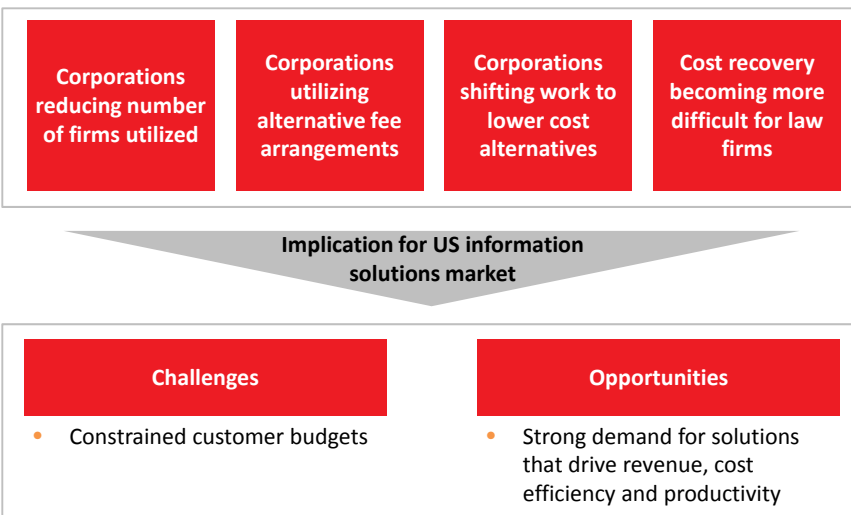 Corporations
reducing number
of firms utilized
Corporations
utilizing
alternative fee
arrangements
Corporations
shifting work to
lower cost
alternatives
Cost recovery
becoming more
difficult for law
firms
Implication for US information
solutions market
Challenges
• Constrained customer budgets
Opportunities
• Strong demand for solutions
that drive revenue, cost
efficiency and productivity